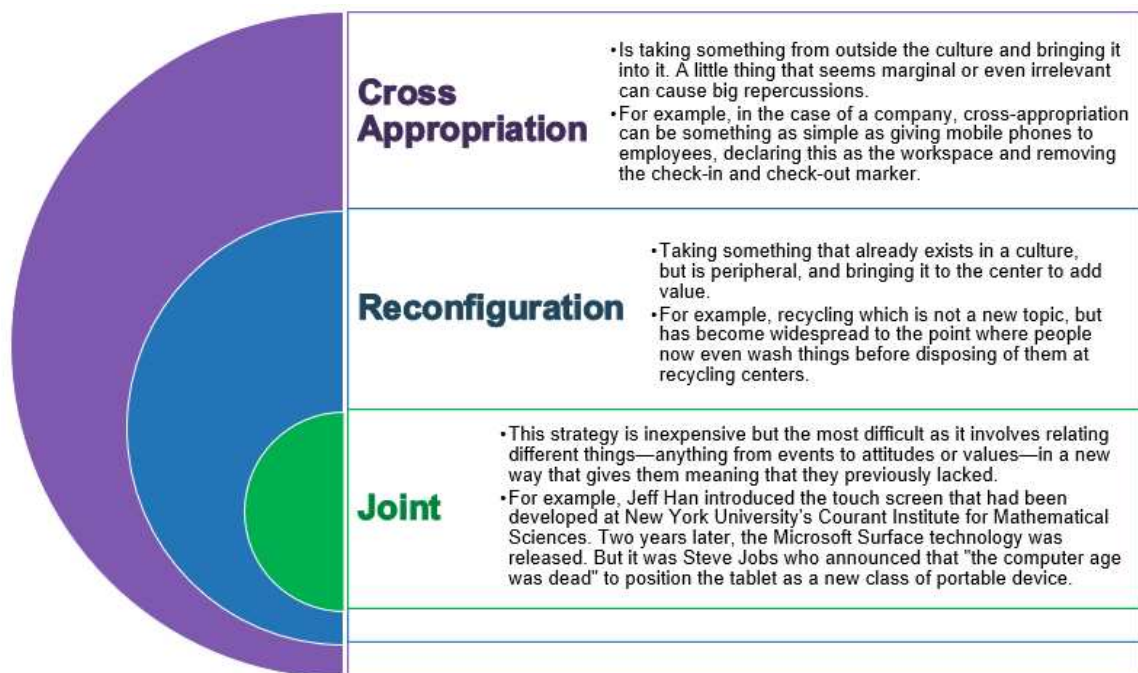 Cross
Appropriation
•Is taking something from outside the culture and bringing it
into it. A little thing that seems marginal or even irrelevant
can cause big repercussions.
•For example, in the case of a company, cross-appropriation
can be something as simple as giving mobile phones to
employees, declaring this as the workspace and removing
the check-in and check-out marker.
Reconfiguration
•Taking something that already exists in a culture,
but is peripheral, and bringing it to the center to add
value.
•For example, recycling which is not a new topic, but
has become widespread to the point where people
now even wash things before disposing of them at
recycling centers.
Joint
•This strategy is inexpensive but the most difficult as it involves relating
different things—anything from events to attitudes or values—in a new
way that gives them meaning that they previously lacked.
•For example, Jeff Han introduced the touch screen that had been
developed at New York University's Courant Institute for Mathematical
Sciences. Two years later, the Microsoft Surface technology was
released. But it was Steve Jobs who announced that "the computer age
was dead" to position the tablet as a new class of portable device.